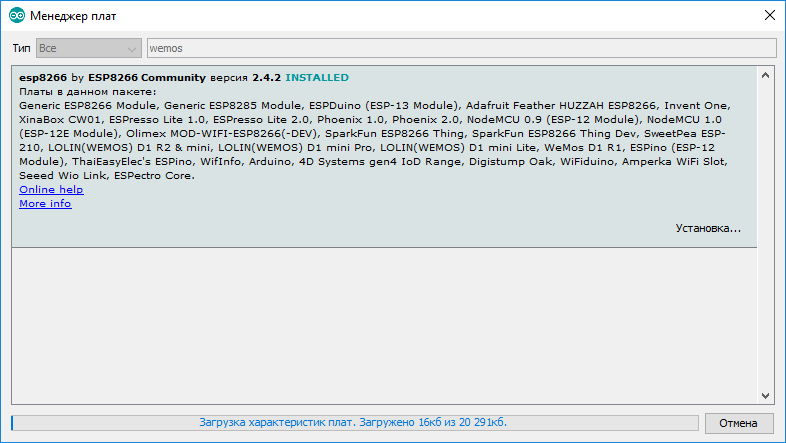 Менеджер плат
Тип Все wemos
esp8266 by ESP8266 Community версия 2.4.2 INSTALLED
Платы в данном пакете:
Generic ESP8266 Module, Generic ESP8285 Module, ESPDuino (ESP-13 Module), Adafruit Feather HUZZAH ESP8266, Invent One,
XinaBox CW01, ESPresso Lite 1.0, ESPresso Lite 2.0, Phoenix 1.0, Phoenix 2.0, NodeMCU 0.9 (ESP-12 Module), NodeMCU 1.0
(ESP-12E Module), Olimex MOD-WIFI-ESP8266(-DEV), SparkFun ESP8266 Thing, SparkFun ESP8266 Thing Dev, SweetPea ESP-
210, LOLIN(WEMOS) D1 R2 & mini, LOLIN(WEMOS) D1 mini Pro, LOLIN(WEMOS) D1 mini Lite, WeMos D1 R1, ESPino (ESP-12
Module), ThaiEasyElec's ESPino, WifInfo, Arduino, 4D Systems gen4 IoD Range, Digistump Oak, WiFiduino, Amperka WiFi Slot,
Seeed Wio Link, ESPectro Core.
Online help
More info
Установка...
Загрузка характеристик плат. Загружено 16кб из 20 291кб.
Отмена